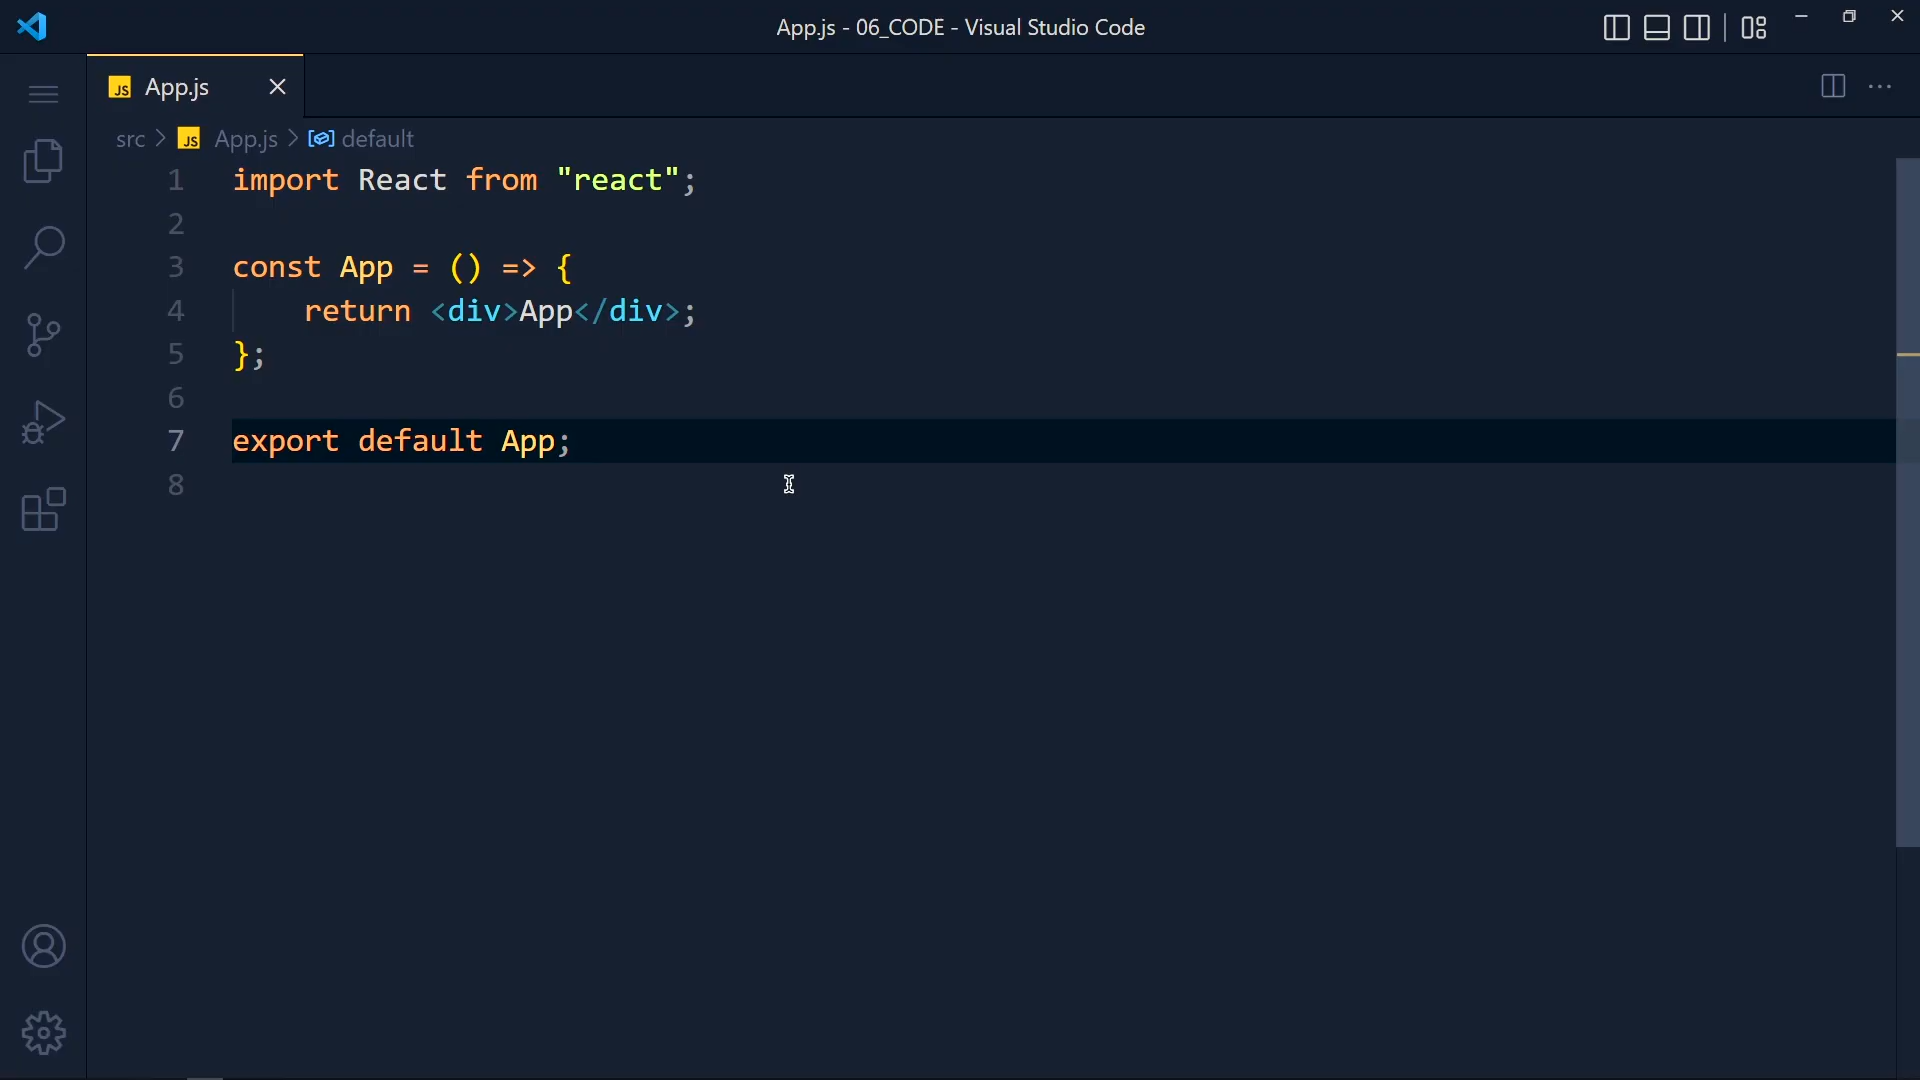 App.js - 06_CODE - Visual Studio Code
JS App.js
src > JS App.js > default
1 import React from "react";
2
3 const App = () => {
4 return <div>App</div>;
5 };
6
7 export default App;
8